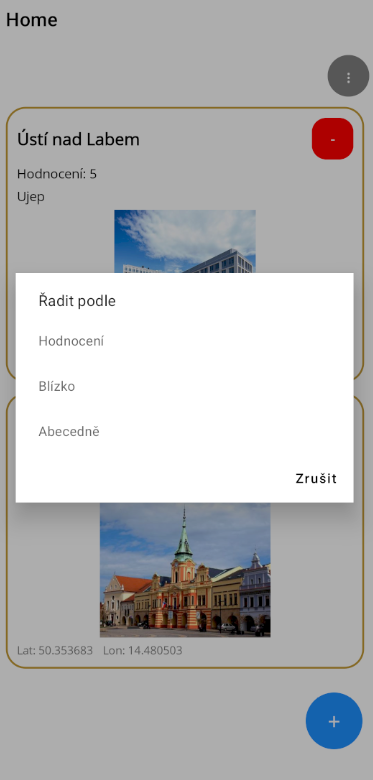 Home
Ústí nad Labem
-
Hodnocení: 5
Ujep
Řadit podle
Hodnocení
Blízko
Abecedně
Zrušit
Lat: 50.353683 Lon: 14.480503
+